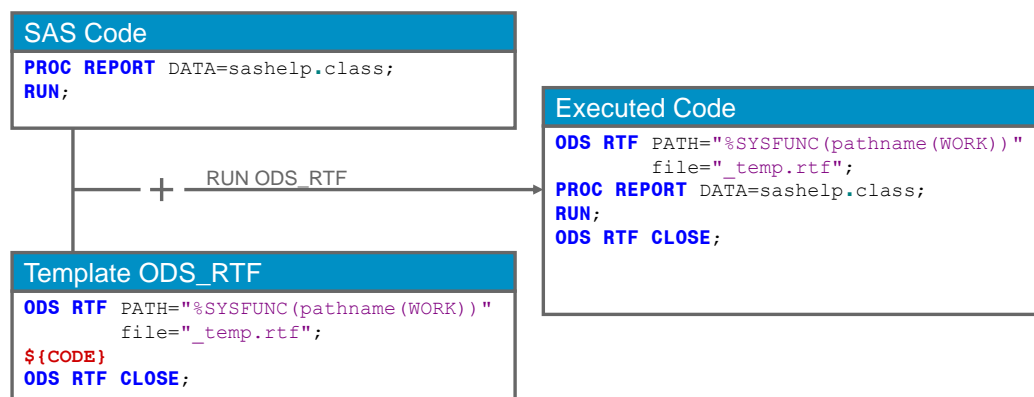 SAS Code
PROC REPORT DATA=sashelp.class;
RUN;
RUN ODS_RTF
Template ODS_RTF
ODS RTF PATH="%SYSFUNC(pathname(WORK))"
file="_temp.rtf";
${CODE}
ODS RTF CLOSE;
Executed Code
ODS RTF PATH="%SYSFUNC(pathname(WORK))"
file="_temp.rtf";
PROC REPORT DATA=sashelp.class;
RUN;
ODS RTF CLOSE;